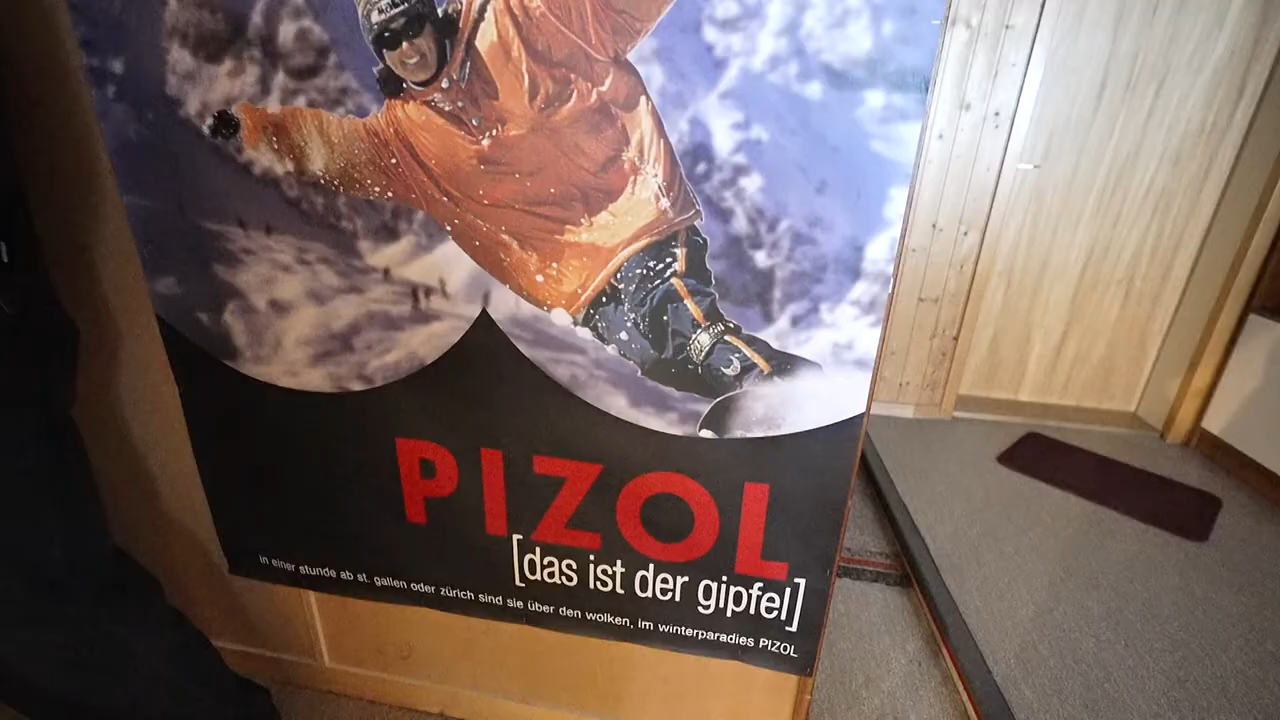 PIZOL
[das ist der gipfel]
in einer stunde ab st. gallen oder zürich sind sie über den wolken, im winterparadies PIZOL